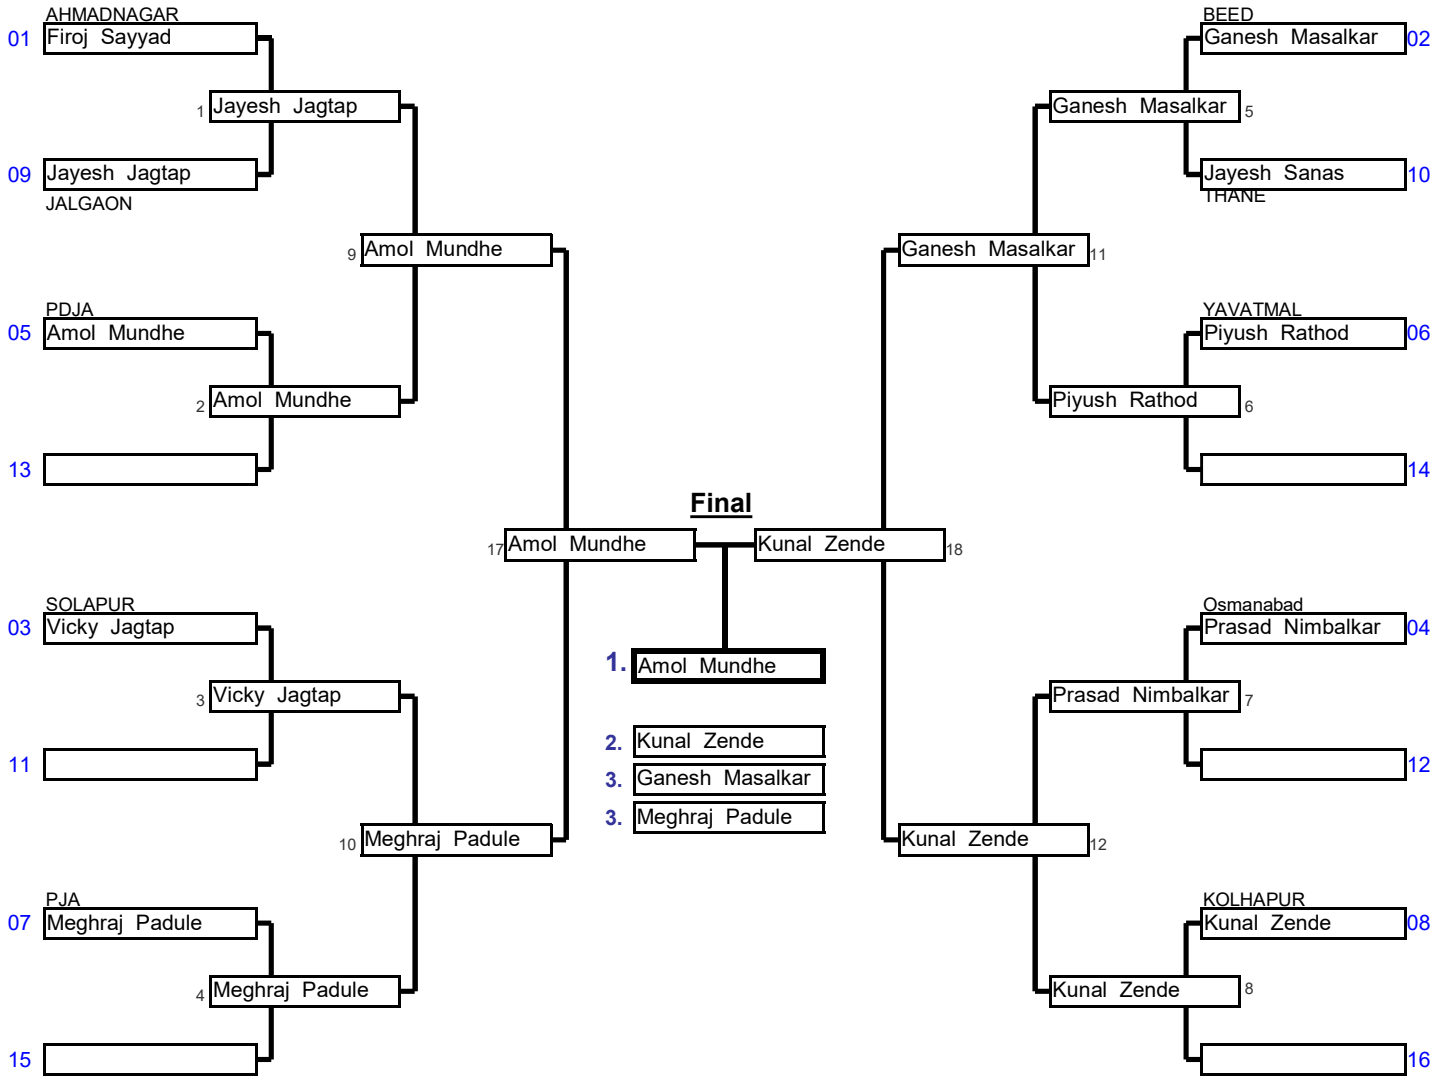 AHMADNAGAR
01 Firoj Sayyad
1 Jayesh Jagtap
09 Jayesh Jagtap
JALGAON
9 Amol Mundhe
PDJA
05 Amol Mundhe
2 Amol Mundhe
13
17 Amol Mundhe
SOLAPUR
03 Vicky Jagtap
3 Vicky Jagtap
11
10 Meghraj Padule
PJA
07 Meghraj Padule
4 Meghraj Padule
15
Final
1. Amol Mundhe
2. Kunal Zende
3. Ganesh Masalkar
3. Meghraj Padule
BEED
Ganesh Masalkar 02
Ganesh Masalkar 5
Jayesh Sanas 10
THANE
Ganesh Masalkar 11
YAVATMAL
Piyush Rathod 06
Piyush Rathod 6
14
Kunal Zende 18
Osmanabad
Prasad Nimbalkar 04
Prasad Nimbalkar 7
12
Kunal Zende 12
KOLHAPUR
Kunal Zende 08
Kunal Zende 8
16